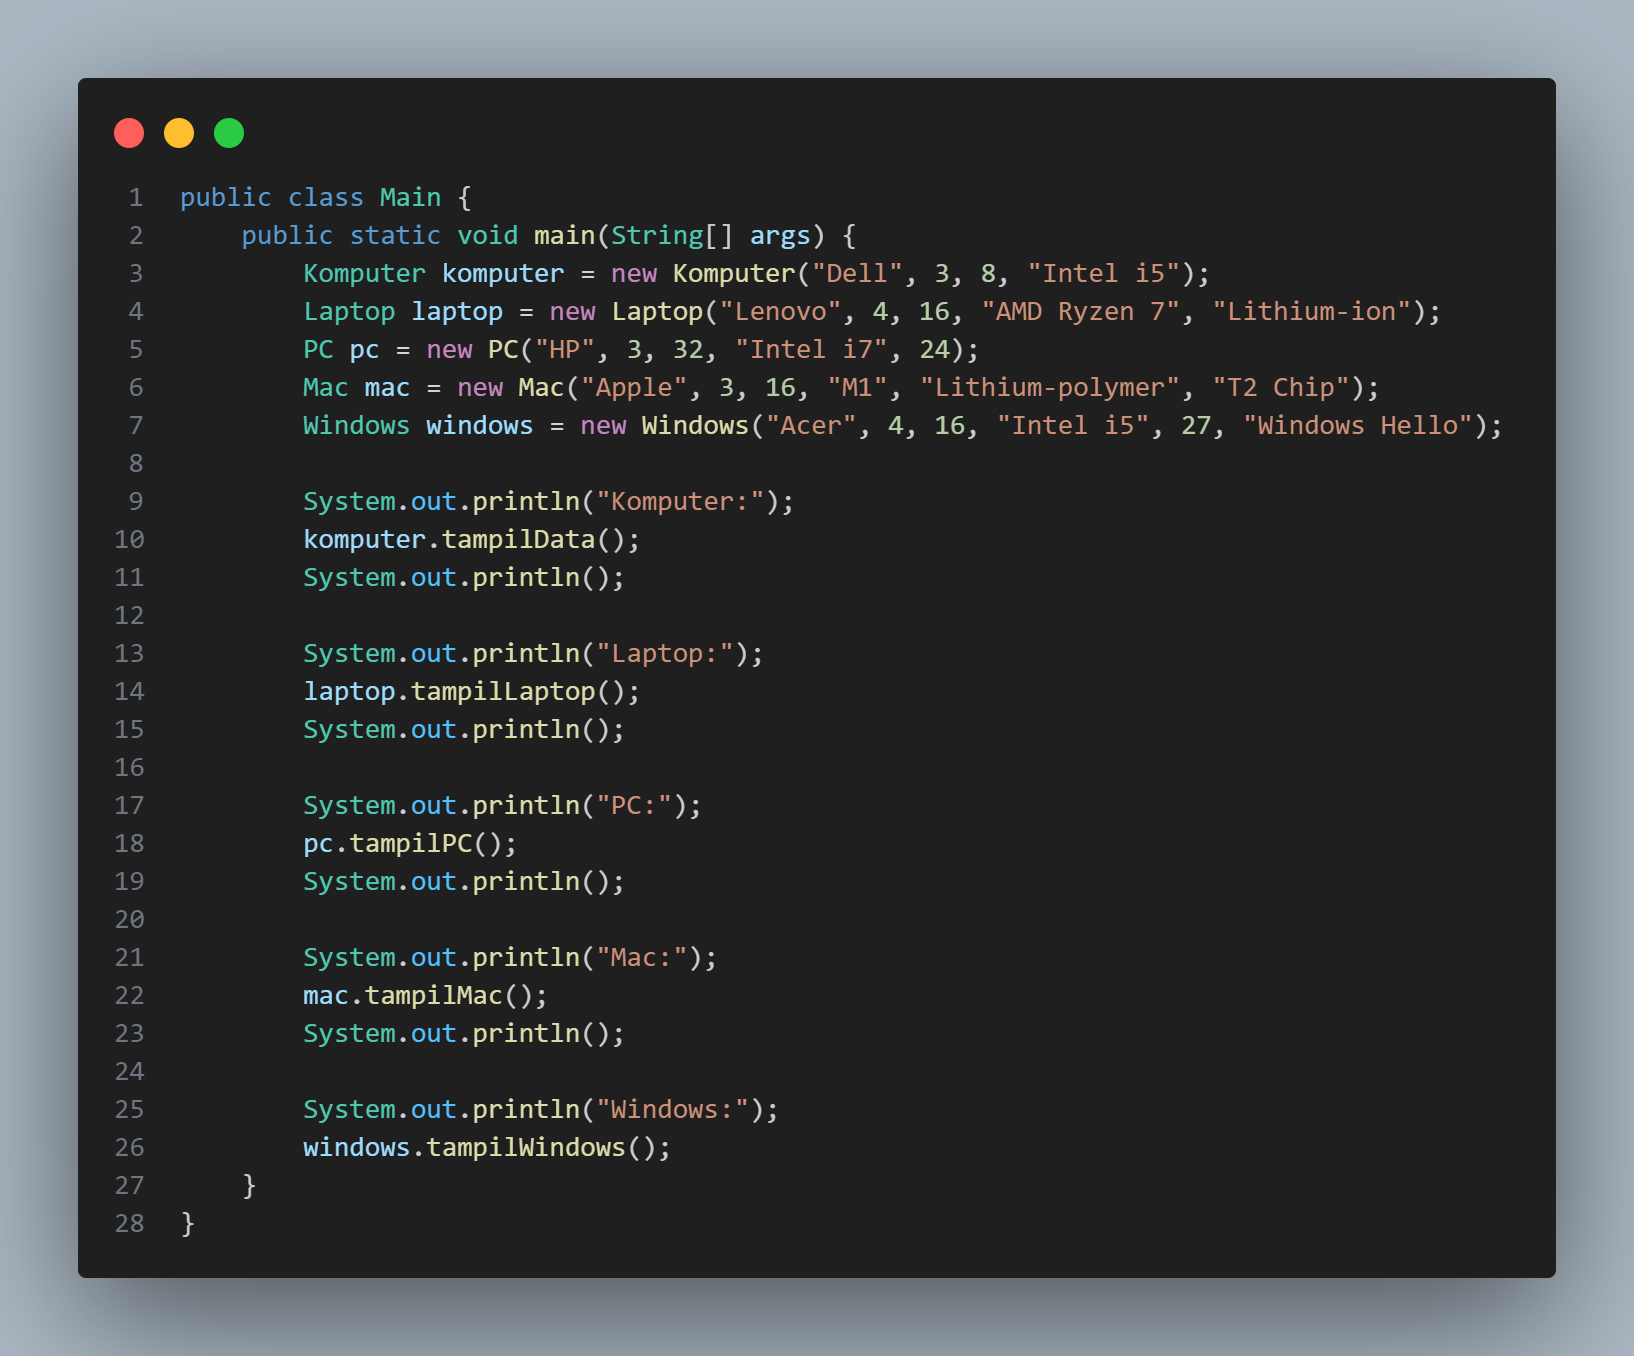 1 public class Main {
2     public static void main(String[] args) {
3         Komputer komputer = new Komputer("Dell", 3, 8, "Intel i5");
4         Laptop laptop = new Laptop("Lenovo", 4, 16, "AMD Ryzen 7", "Lithium-ion");
5         PC pc = new PC("HP", 3, 32, "Intel i7", 24);
6         Mac mac = new Mac("Apple", 3, 16, "M1", "Lithium-polymer", "T2 Chip");
7         Windows windows = new Windows("Acer", 4, 16, "Intel i5", 27, "Windows Hello");
8
9         System.out.println("Komputer:");
10         komputer.tampilData();
11         System.out.println();
12
13         System.out.println("Laptop:");
14         laptop.tampilLaptop();
15         System.out.println();
16
17         System.out.println("PC:");
18         pc.tampilPC();
19         System.out.println();
20
21         System.out.println("Mac:");
22         mac.tampilMac();
23         System.out.println();
24
25         System.out.println("Windows:");
26         windows.tampilWindows();
27     }
28 }